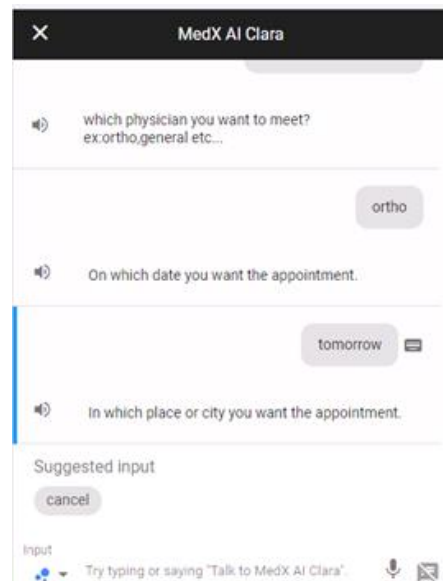 MedX AI Clara
which physician you want to meet?
ex:ortho,general etc...
ortho
On which date you want the appointment.
tomorrow
In which place or city you want the appointment.
Suggested input
cancel
Input
Try typing or saying "Talk to MedX AI Clara".